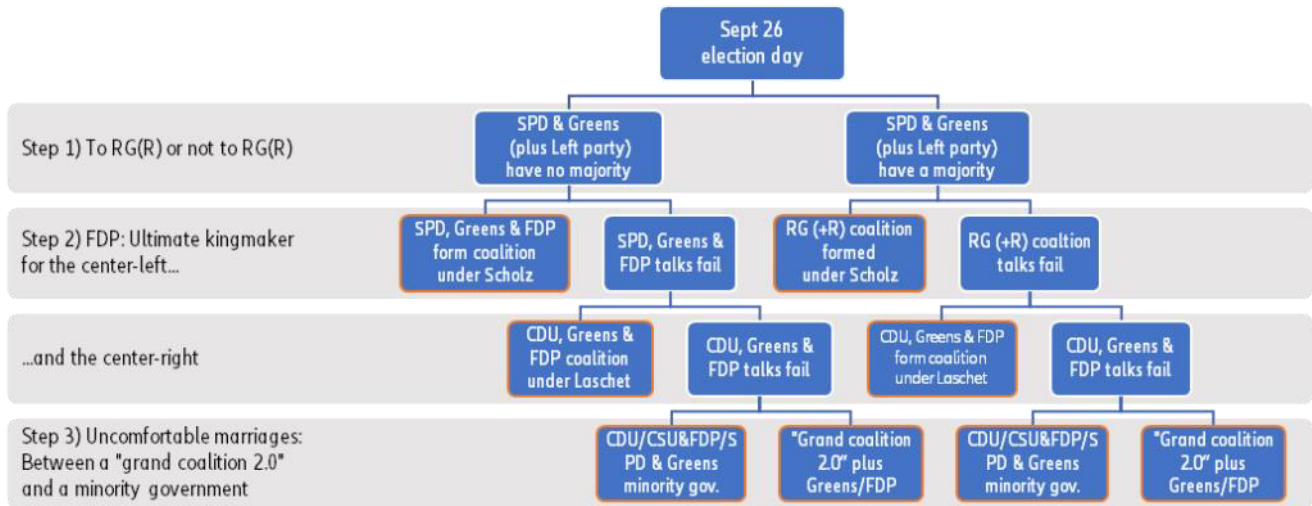 Sept 26
election day
Step 1) To RG(R) or not to RG(R)
SPD & Greens
(plus Left party)
have no majority
SPD & Greens
(plus Left party)
have a majority
Step 2) FDP: Ultimate kingmaker
for the center-left...
SPD, Greens & FDP
form coalition
under Scholz
SPD, Greens &
FDP talks fail
RG (+R) coalition
formed
under Scholz
RG (+R) coaltion
talks fail
...and the center-right
CDU, Greens &
FDP coalition
under Laschet
CDU, Greens &
FDP talks fail
CDU, Greens & FDP
form coalition
under Laschet
CDU, Greens &
FDP talks fail
Step 3) Uncomfortable marriages:
Between a "grand coalition 2.0"
and a minority government
CDU/CSU&FDP/S
PD & Greens
minority gov.
"Grand coalition
2.0" plus
Greens/FDP
CDU/CSU&FDP/S
PD & Greens
minority gov.
"Grand coalition
2.0" plus
Greens/FDP